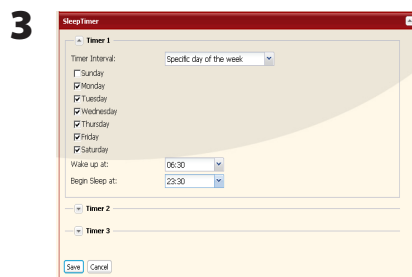 3
SleepTimer
Timer 1
Timer Interval: Specific day of the week
Sunday
Monday
Tuesday
Wednesday
Thursday
Friday
Saturday
Wake up at: 06:30
Begin Sleep at: 23:30
Timer 2
Timer 3
Save Cancel